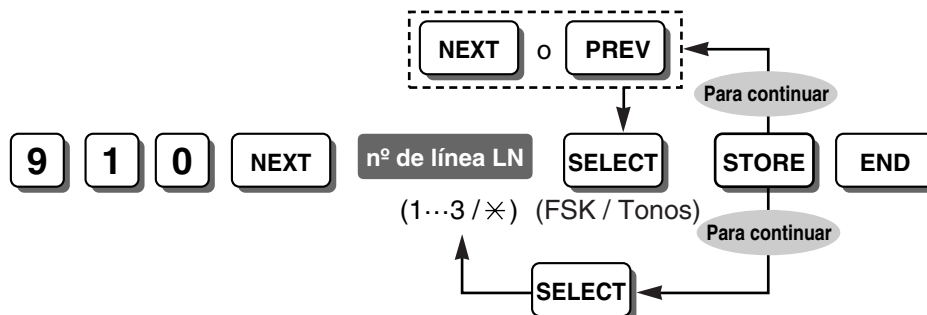 NEXT o PREV
Para continuar
9 1 0 NEXT nº de línea LN SELECT STORE END
(1···3 / ✳) (FSK / Tonos)
Para continuar
SELECT